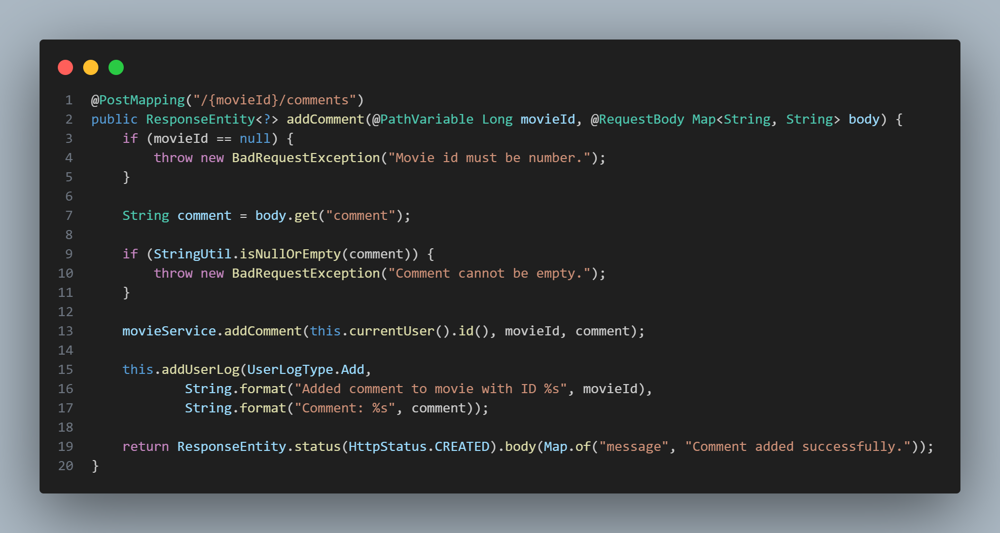 1 @PostMapping("/{movieId}/comments")
2 public ResponseEntity<?> addComment(@PathVariable Long movieId, @RequestBody Map<String, String> body) {
3     if (movieId == null) {
4         throw new BadRequestException("Movie id must be number.");
5     }
6
7     String comment = body.get("comment");
8
9     if (StringUtil.isNullOrEmpty(comment)) {
10         throw new BadRequestException("Comment cannot be empty.");
11     }
12
13     movieService.addComment(this.currentUser().id(), movieId, comment);
14
15     this.addUserLog(UserLogType.Add,
16             String.format("Added comment to movie with ID %s", movieId),
17             String.format("Comment: %s", comment));
18
19     return ResponseEntity.status(HttpStatus.CREATED).body(Map.of("message", "Comment added successfully."));
20 }